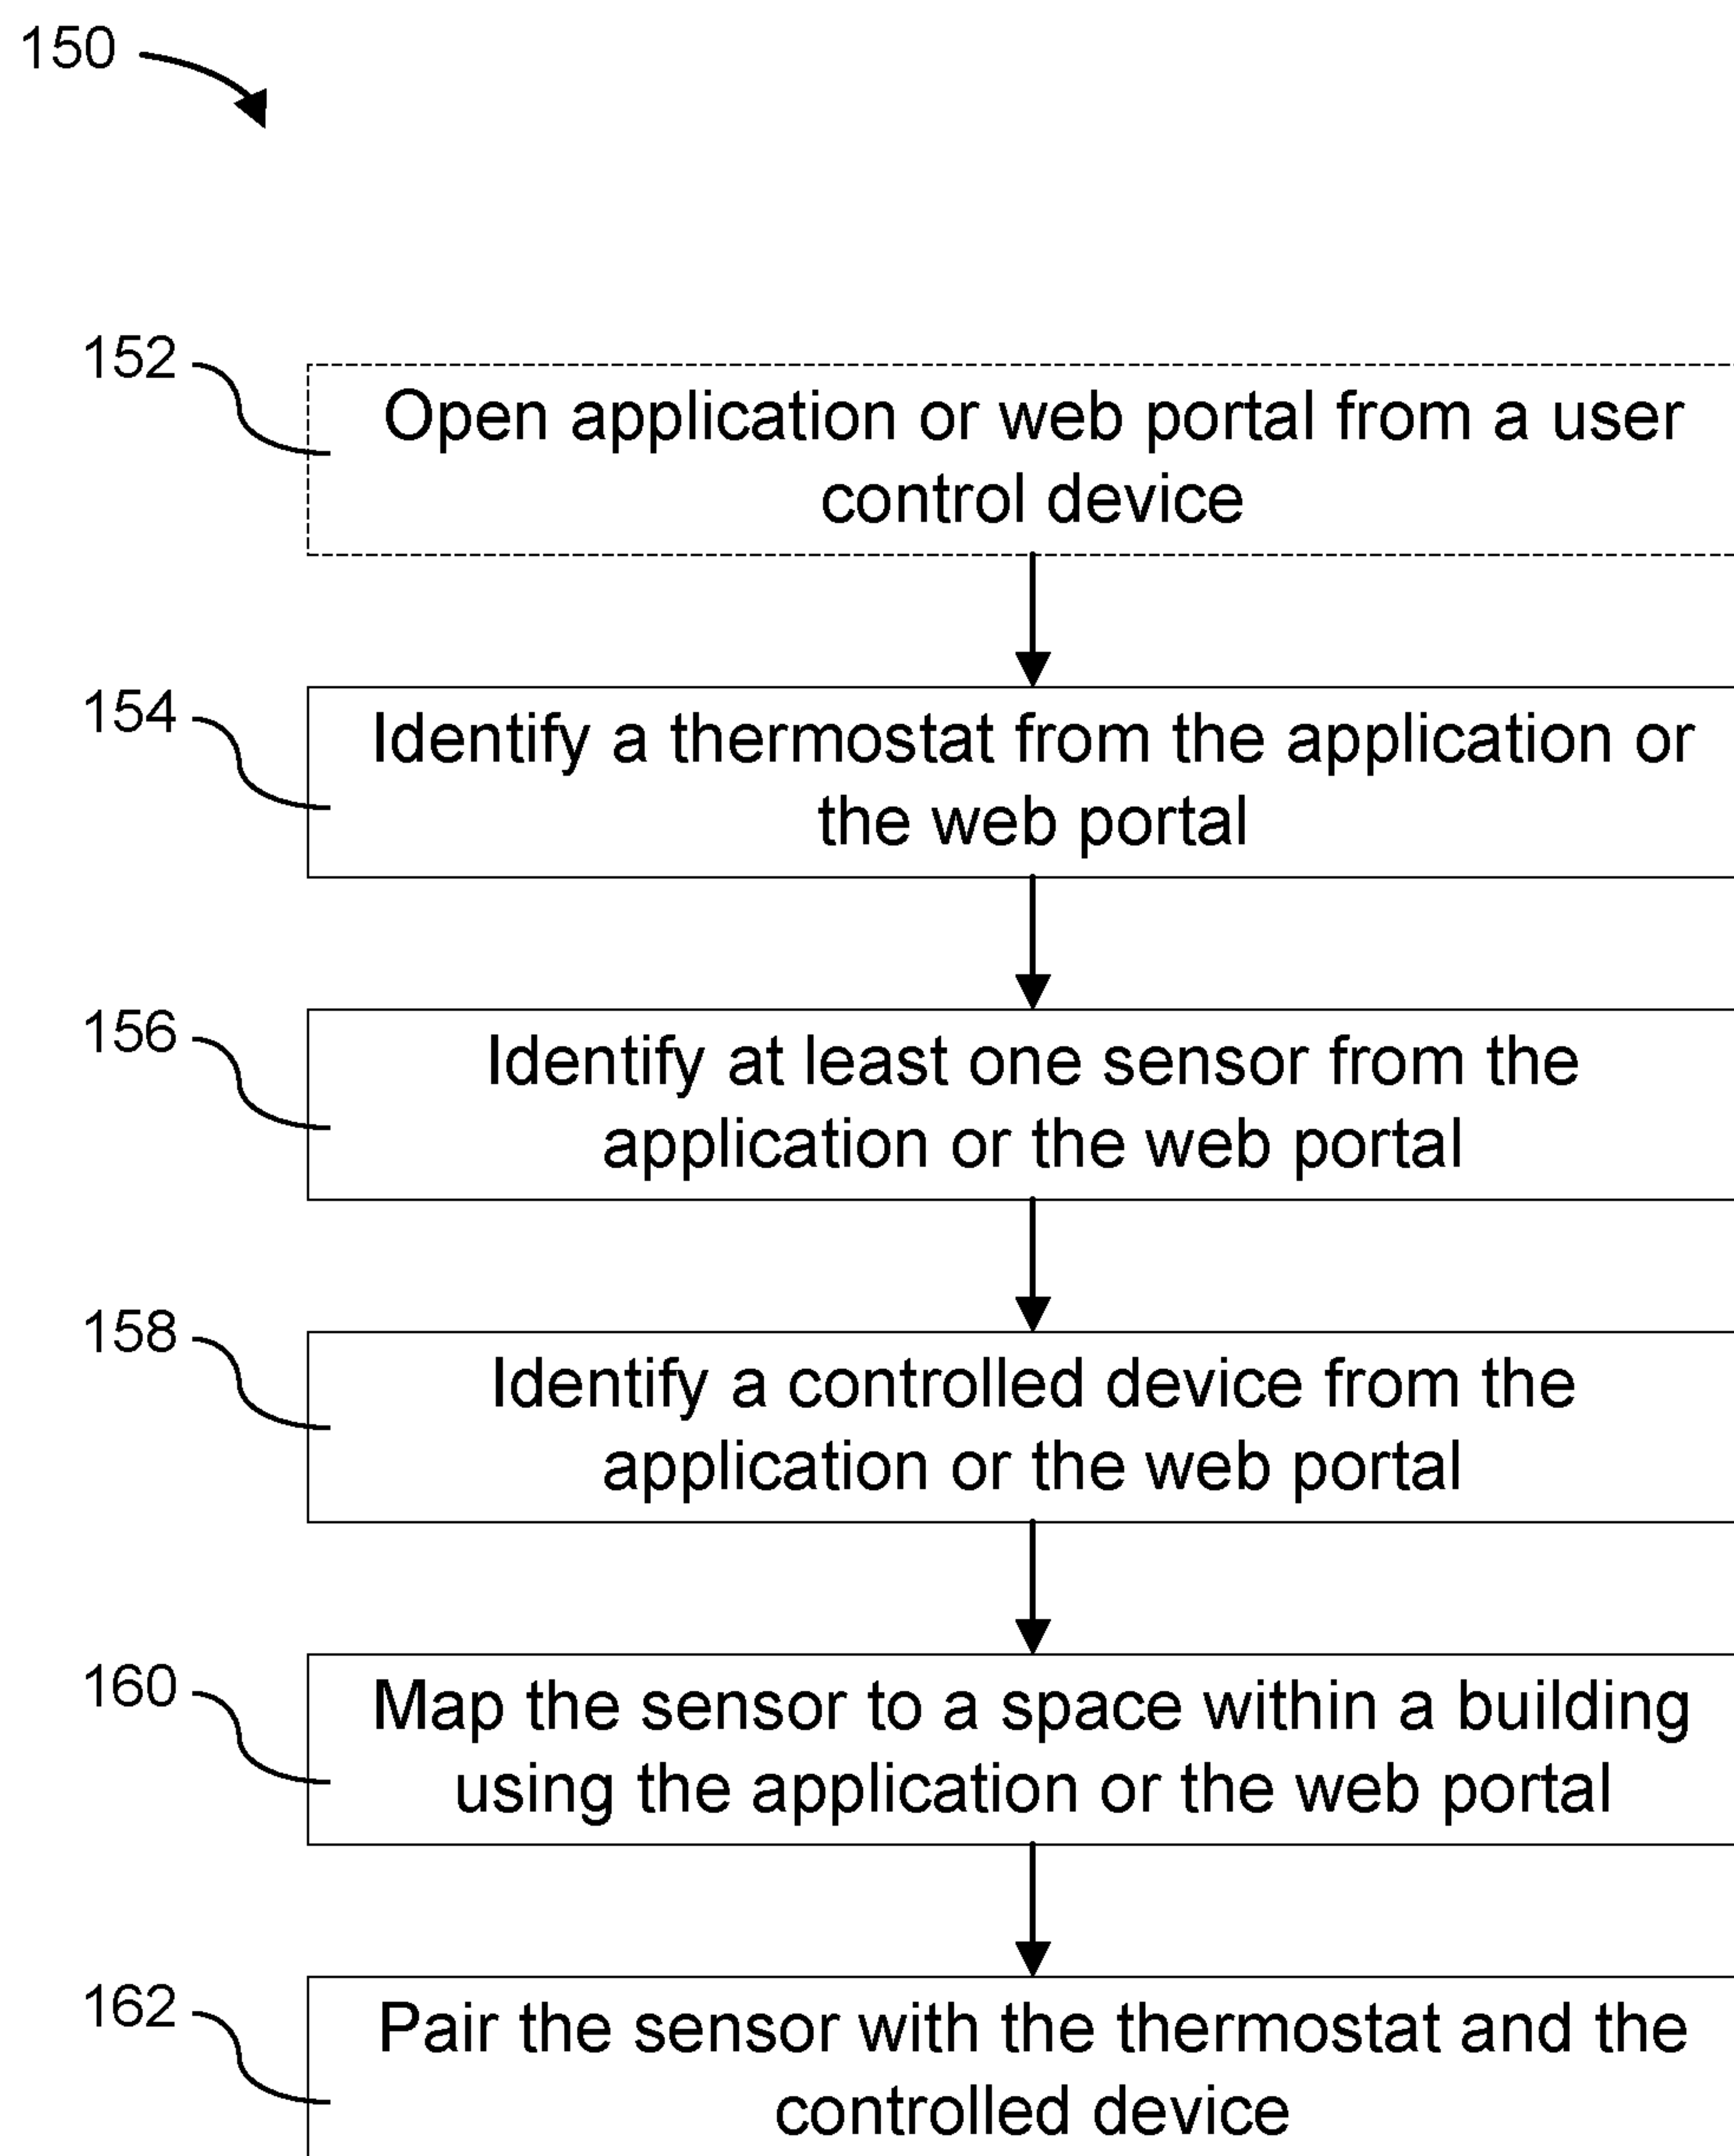 150
152
Open application or web portal from a user
control device
154
Identify a thermostat from the application or
the web portal
156
Identify at least one sensor from the
application or the web portal
158
Identify a controlled device from the
application or the web portal
160
Map the sensor to a space within a building
using the application or the web portal
162
Pair the sensor with the thermostat and the
controlled device